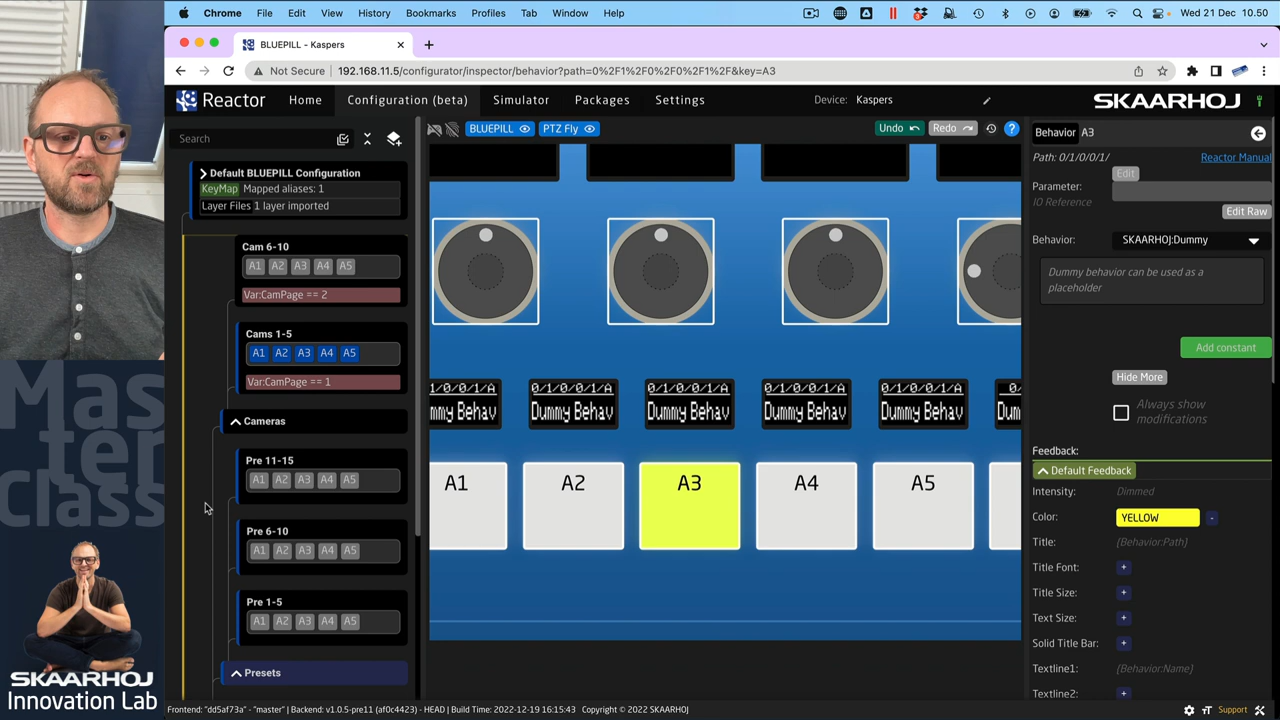 Chrome File Edit View History Bookmarks Profiles Tab Window Help
Wed 21 Dec 10.50
BLUEPILL - Kaspers
Not Secure 192.168.11.5/configurator/inspector/behavior?path=0%2F1%2F0%2F0%2F1%2F&key=A3
Reactor Home Configuration (beta) Simulator Packages Settings Device: Kaspers SKAARHOJ
Search
BLUEPILL PTZ Fly Undo Redo ?
Default BLUEPILL Configuration
KeyMap Mapped aliases: 1
Layer Files 1 layer imported
Cam 6-10
A1 A2 A3 A4 A5
Var:CamPage == 2
Cams 1-5
A1 A2 A3 A4 A5
Var:CamPage == 1
Cameras
Pre 11-15
A1 A2 A3 A4 A5
Pre 6-10
A1 A2 A3 A4 A5
Pre 1-5
A1 A2 A3 A4 A5
Presets
1/0/0/1/A 0/1/0/0/1/A 0/1/0/0/1/A 0/1/0/0/1/A 0/1/0/0/1/A 0/
mmy Behav Dummy Behav Dummy Behav Dummy Behav Dummy Behav Du
A1 A2 A3 A4 A5
Behavior A3
Path: 0/1/0/0/1/ Reactor Manual
Edit
Parameter:
IO Reference
Edit Raw
Behavior: SKAARHOJ:Dummy
Dummy behavior can be used as a
placeholder
Add constant
Hide More
Always show
modifications
Feedback:
Default Feedback
Intensity: Dimmed
Color: YELLOW -
Title: {Behavior:Path}
Title Font: +
Title Size: +
Text Size: +
Solid Title Bar: +
Textline1: {Behavior:Name}
Textline2: +
Master
Class
SKAARHOJ
Innovation Lab
Frontend: "dd5af73a" - "master" | Backend: v1.0.5-pre11 (af0c4423) - HEAD | Build Time: 2022-12-19 16:15:43 Copyright © 2022 SKAARHOJ
Support